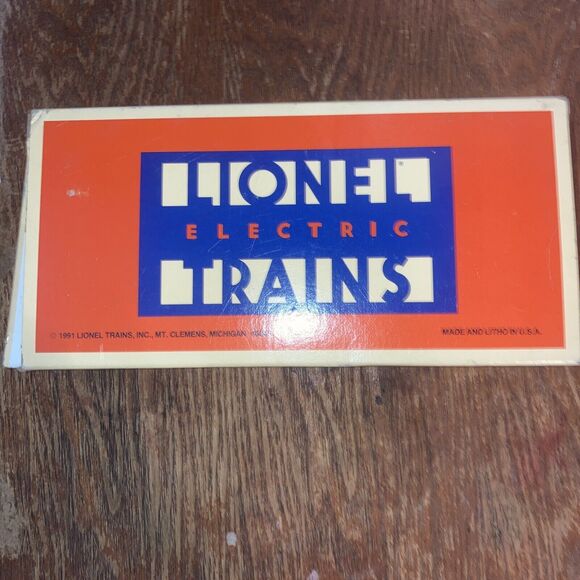 LIONEL
ELECTRIC
TRAINS
© 1991 LIONEL TRAINS, INC., MT. CLEMENS, MICHIGAN
MADE AND LITHO IN U.S.A.